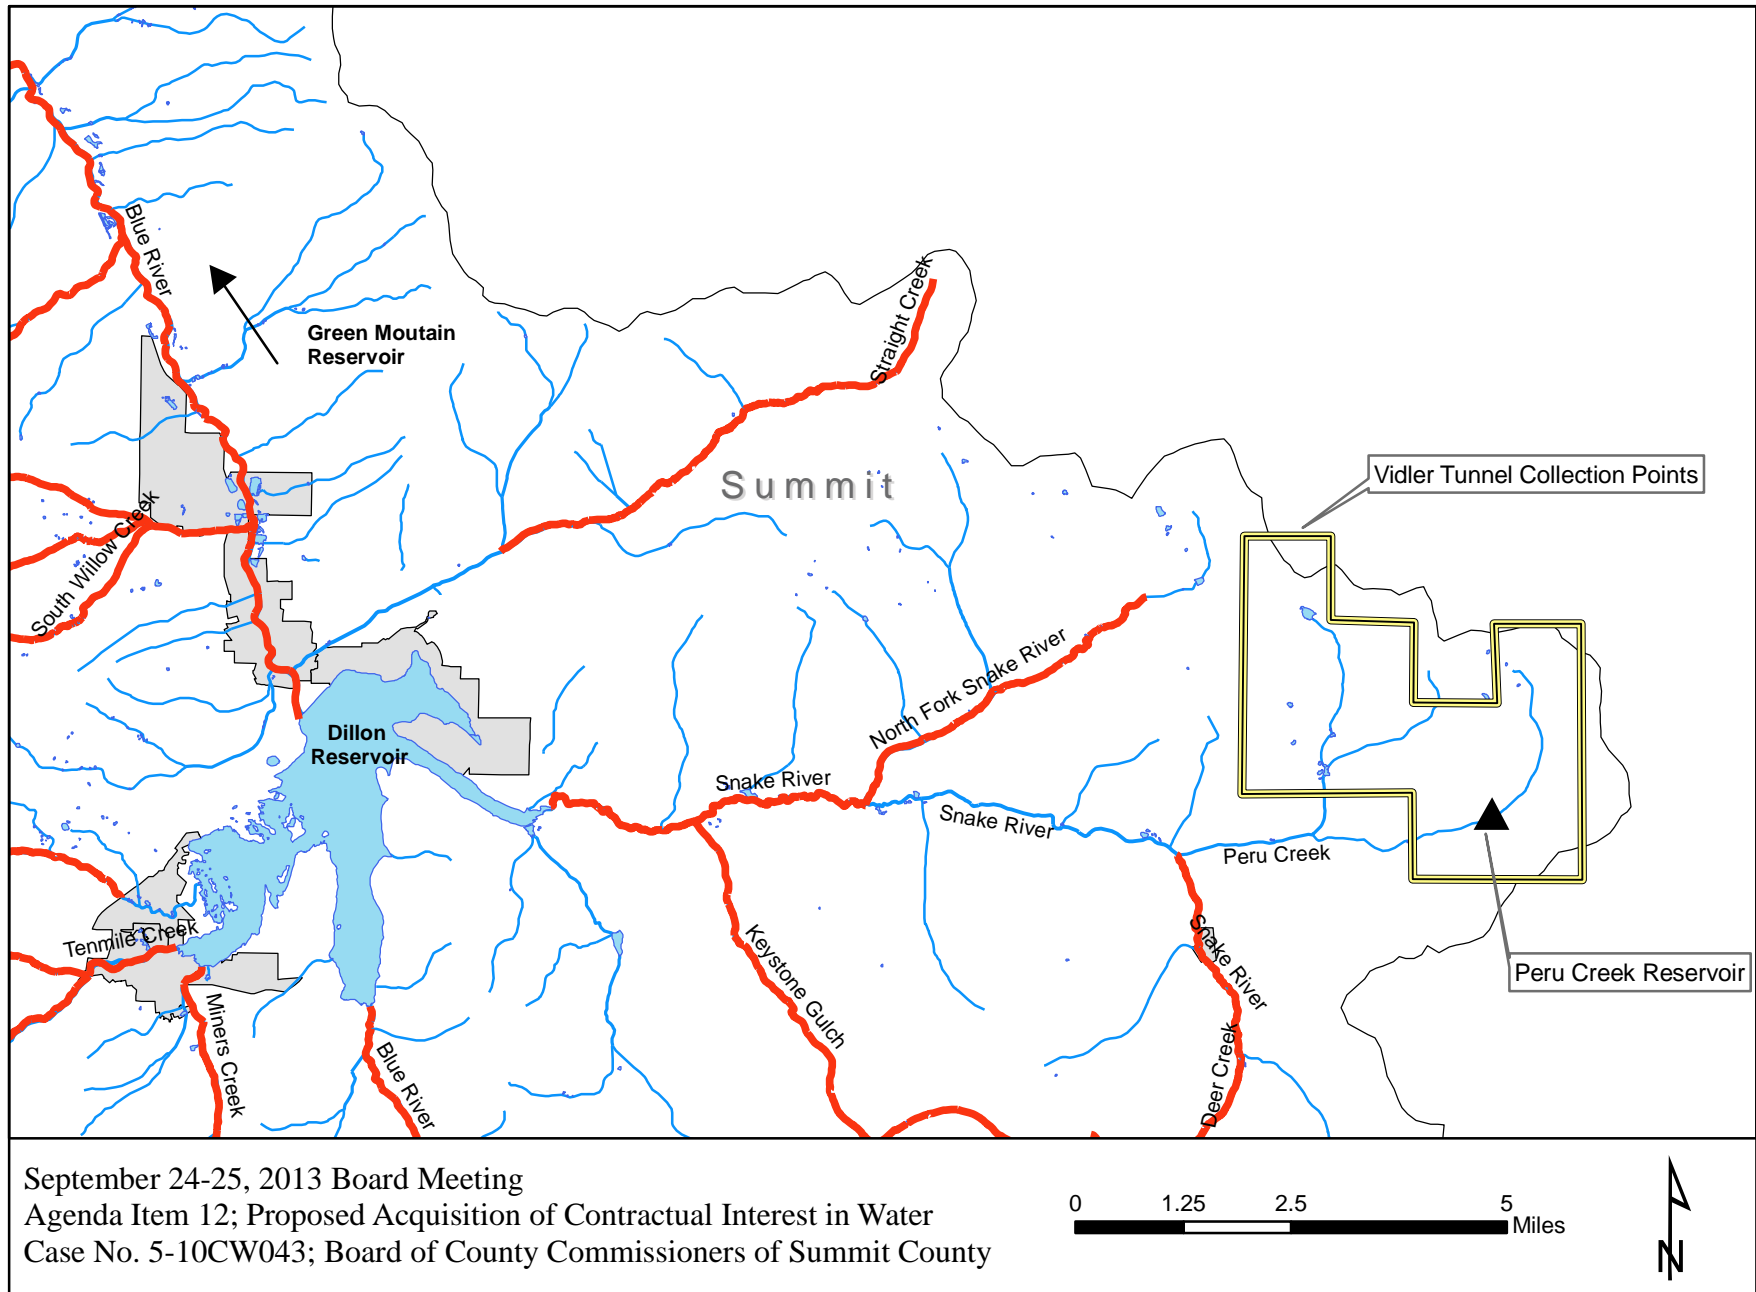 Blue River
Green Moutain
Reservoir
Straight Creek
Summit
Vidler Tunnel Collection Points
South Willow Creek
North Fork Snake River
Dillon
Reservoir
Snake River
Snake River
Peru Creek
Tenmile Creek
Keystone Gulch
Snake River
Peru Creek Reservoir
Miners Creek
Blue River
Deer Creek
September 24-25, 2013 Board Meeting
Agenda Item 12; Proposed Acquisition of Contractual Interest in Water
Case No. 5-10CW043; Board of County Commissioners of Summit County
0 1.25 2.5 5
Miles
N